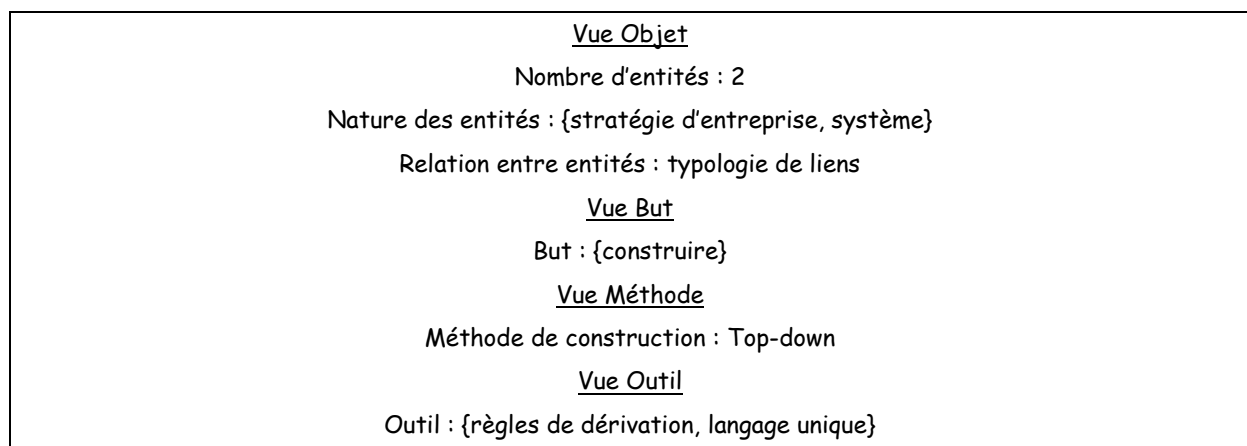 Vue Objet
Nombre d'entités : 2
Nature des entités : {stratégie d'entreprise, système}
Relation entre entités : typologie de liens
Vue But
But : {construire}
Vue Méthode
Méthode de construction : Top-down
Vue Outil
Outil : {règles de dérivation, langage unique}